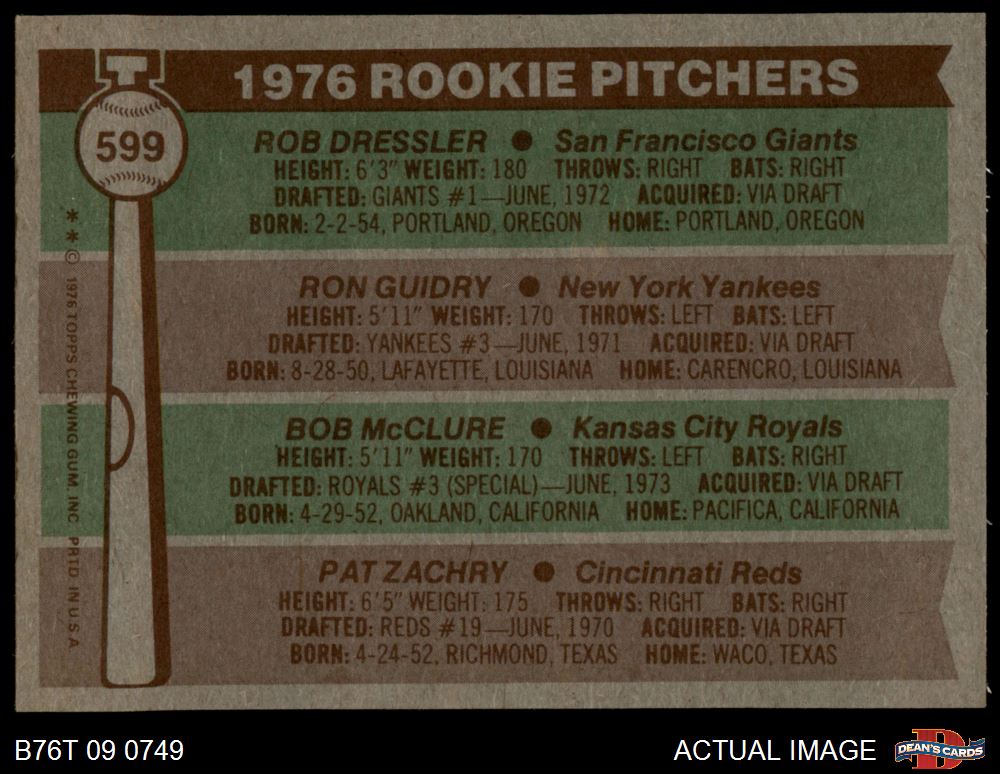 1976 ROOKIE PITCHERS
599
ROB DRESSLER ● San Francisco Giants
HEIGHT: 6'3" WEIGHT: 180 THROWS: RIGHT BATS: RIGHT
DRAFTED: GIANTS #1—JUNE, 1972 ACQUIRED: VIA DRAFT
BORN: 2-2-54, PORTLAND, OREGON HOME: PORTLAND, OREGON
RON GUIDRY ● New York Yankees
HEIGHT: 5'11" WEIGHT: 170 THROWS: LEFT BATS: LEFT
DRAFTED: YANKEES #3—JUNE, 1971 ACQUIRED: VIA DRAFT
BORN: 8-28-50, LAFAYETTE, LOUISIANA HOME: CARENCRO, LOUISIANA
BOB McCLURE ● Kansas City Royals
HEIGHT: 5'11" WEIGHT: 170 THROWS: LEFT BATS: RIGHT
DRAFTED: ROYALS #3 (SPECIAL)—JUNE, 1973 ACQUIRED: VIA DRAFT
BORN: 4-29-52, OAKLAND, CALIFORNIA HOME: PACIFICA, CALIFORNIA
PAT ZACHRY ● Cincinnati Reds
HEIGHT: 6'5" WEIGHT: 175 THROWS: RIGHT BATS: RIGHT
DRAFTED: REDS #19—JUNE, 1970 ACQUIRED: VIA DRAFT
BORN: 4-24-52, RICHMOND, TEXAS HOME: WACO, TEXAS
* * © 1976 TOPPS CHEWING GUM, INC. PRTD. IN U.S.A.
B76T 09 0749
ACTUAL IMAGE
D
DEAN'S CARDS